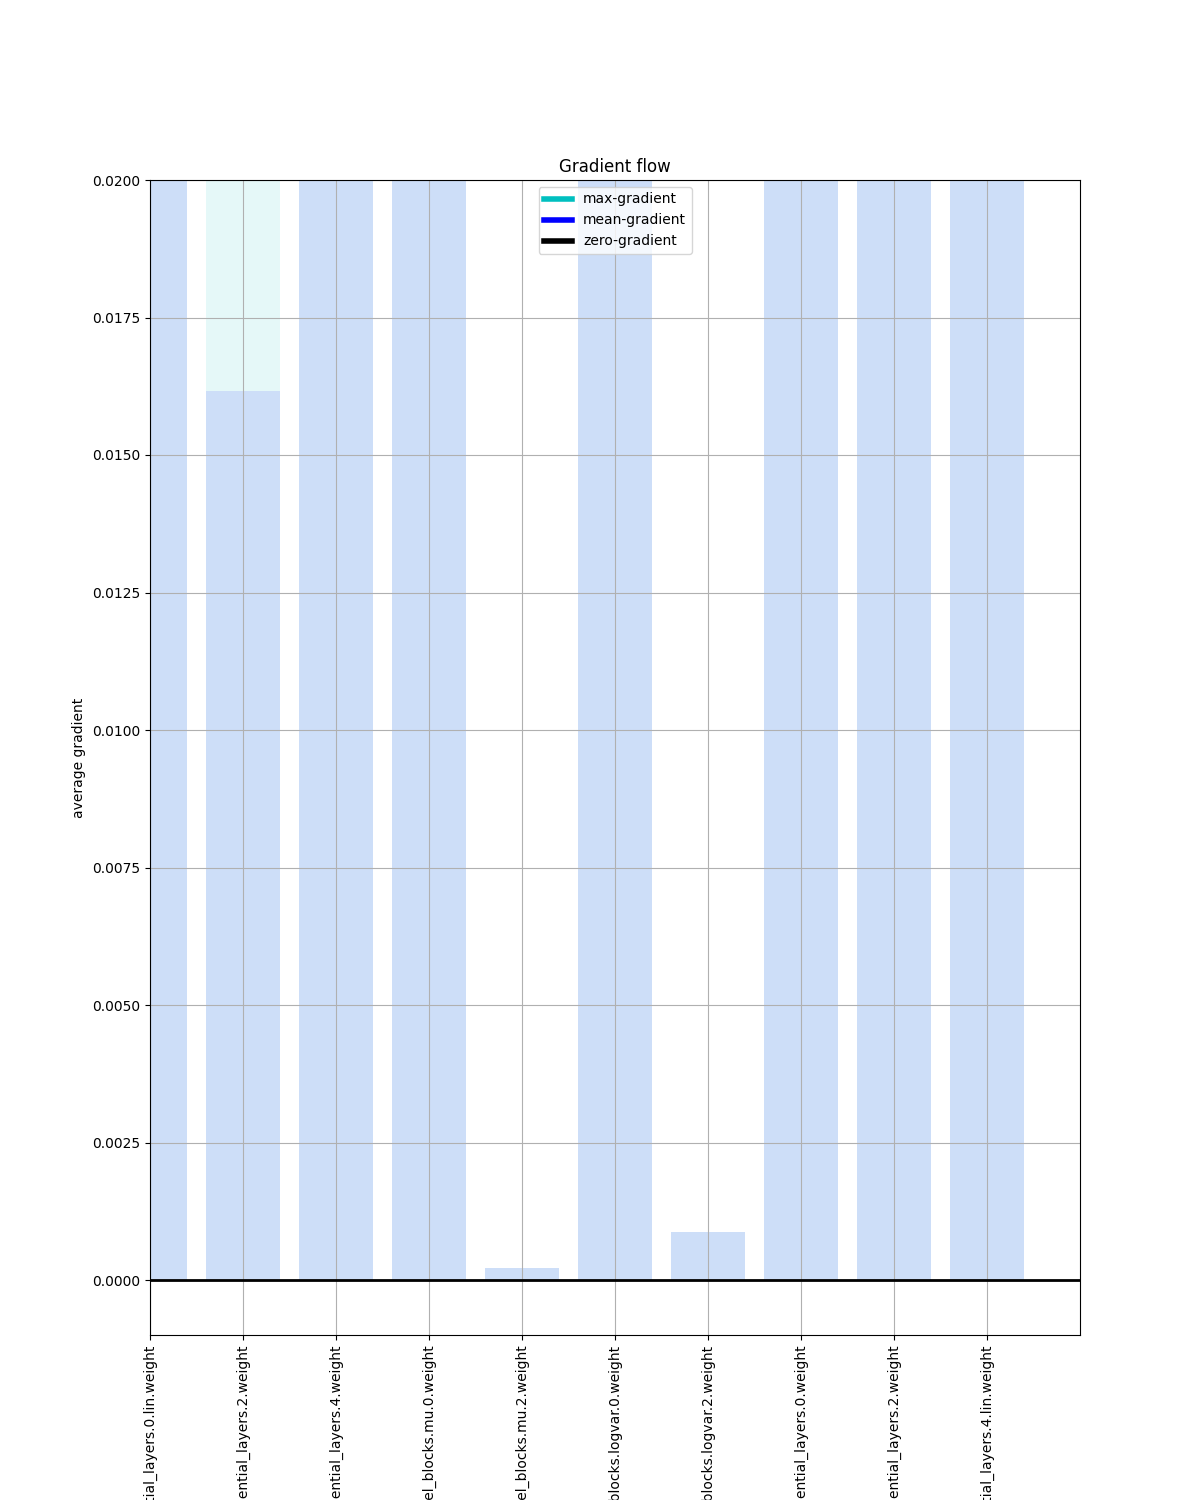 Gradient flow
max-gradient
mean-gradient
zero-gradient
0.0200
0.0175
0.0150
0.0125
0.0100
0.0075
0.0050
0.0025
0.0000
average gradient
tial_layers.0.lin.weight
ential_layers.2.weight
ential_layers.4.weight
el_blocks.mu.0.weight
el_blocks.mu.2.weight
blocks.logvar.0.weight
blocks.logvar.2.weight
ential_layers.0.weight
ential_layers.2.weight
tial_layers.4.lin.weight